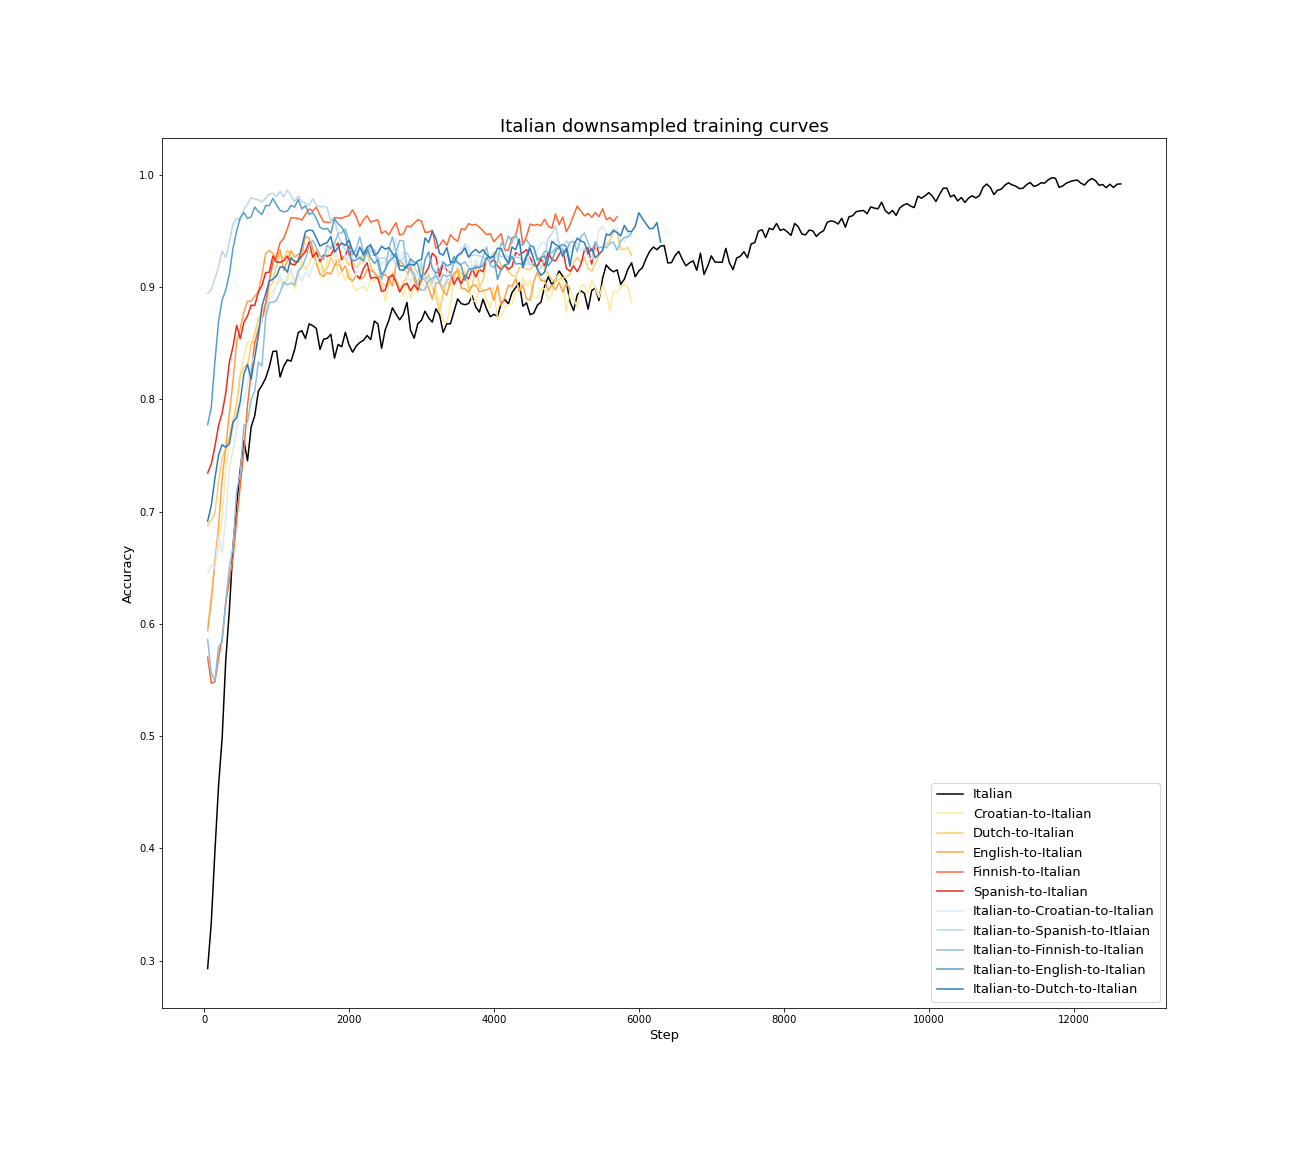 Italian downsampled training curves
1.0
0.9
0.8
0.7
0.6
0.5
0.4
0.3
Accuracy
0 2000 4000 6000 8000 10000 12000
Step
Italian
Croatian-to-Italian
Dutch-to-Italian
English-to-Italian
Finnish-to-Italian
Spanish-to-Italian
Italian-to-Croatian-to-Italian
Italian-to-Spanish-to-Itlaian
Italian-to-Finnish-to-Italian
Italian-to-English-to-Italian
Italian-to-Dutch-to-Italian